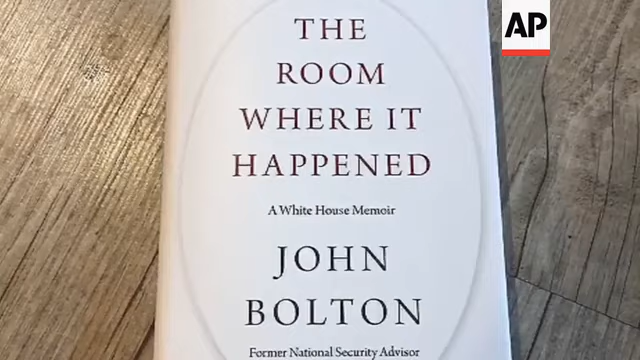 AP
THE
ROOM
WHERE IT
HAPPENED
A White House Memoir
JOHN
BOLTON
Former National Security Advisor